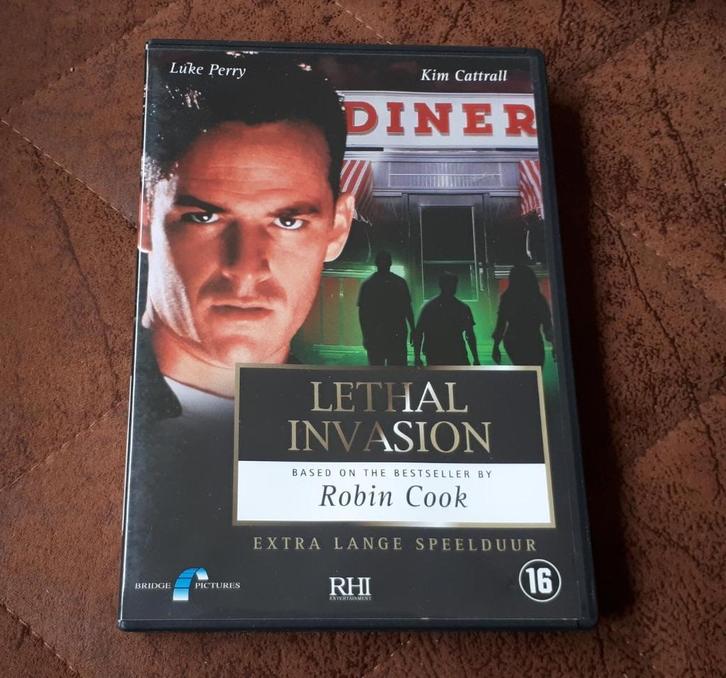 Luke Perry
Kim Cattrall
DINER
LETHAL
INVASION
BASED ON THE BESTSELLER BY
Robin Cook
EXTRA LANGE SPEELDUUR
BRIDGE PICTURES
RHI
ENTERTAINMENT
16